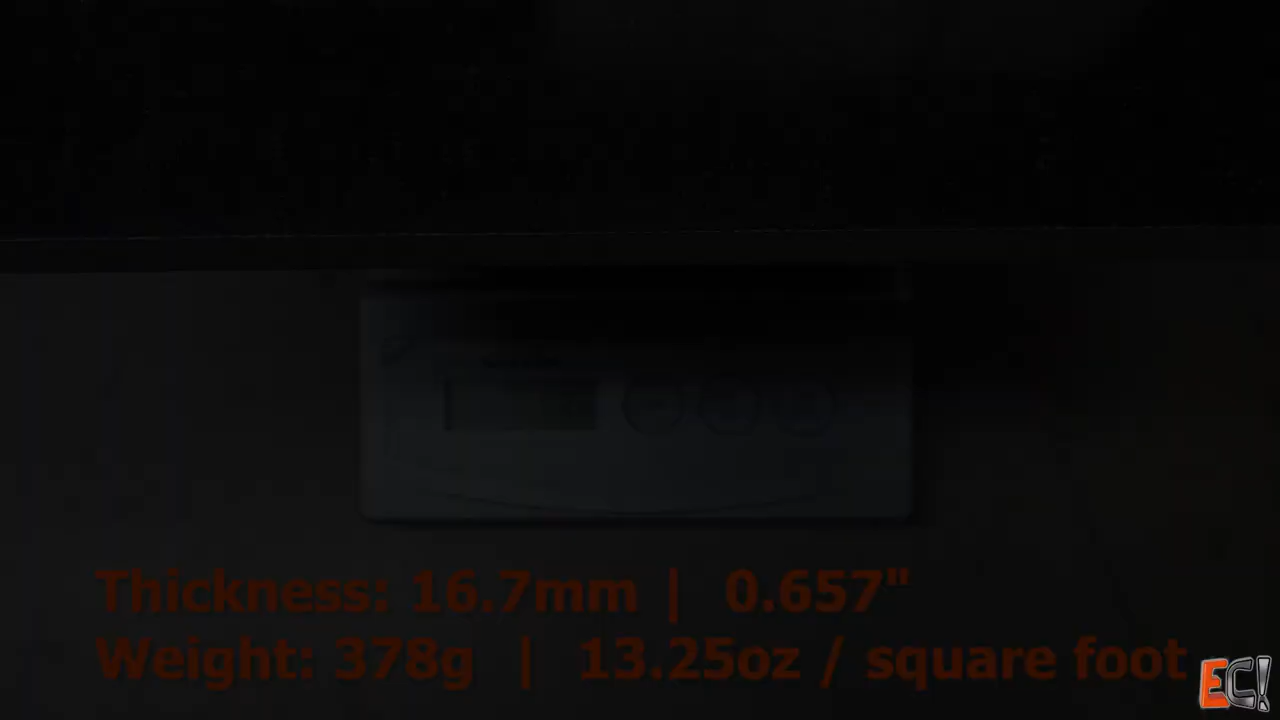 Thickness: 16.7mm | 0.657"
Weight: 378g | 13.25oz / square foot
EC!